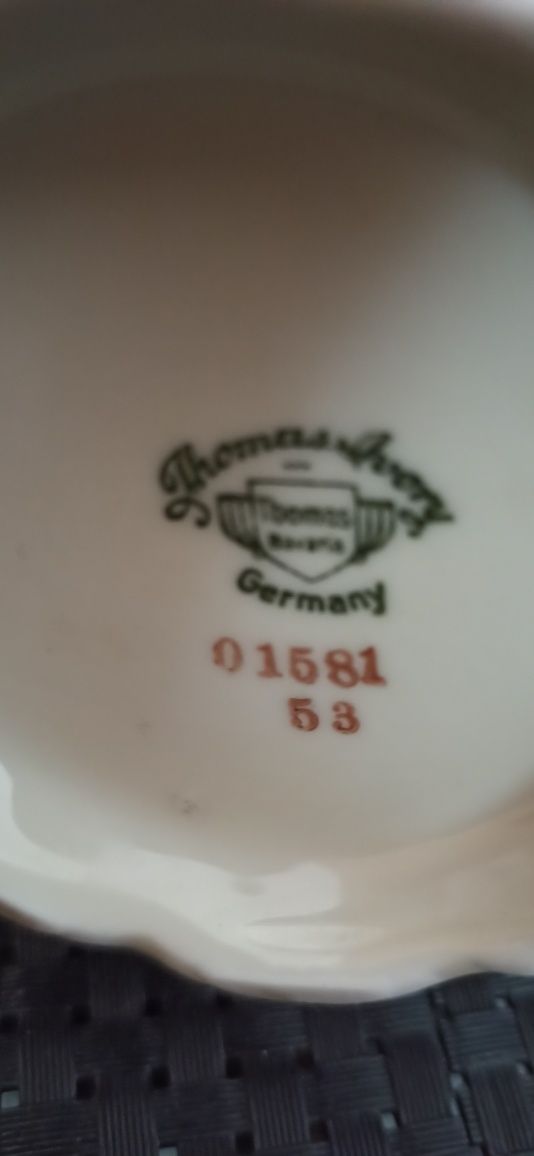 Thomas Ivory
Thomas
Bavaria
Germany
01581
53